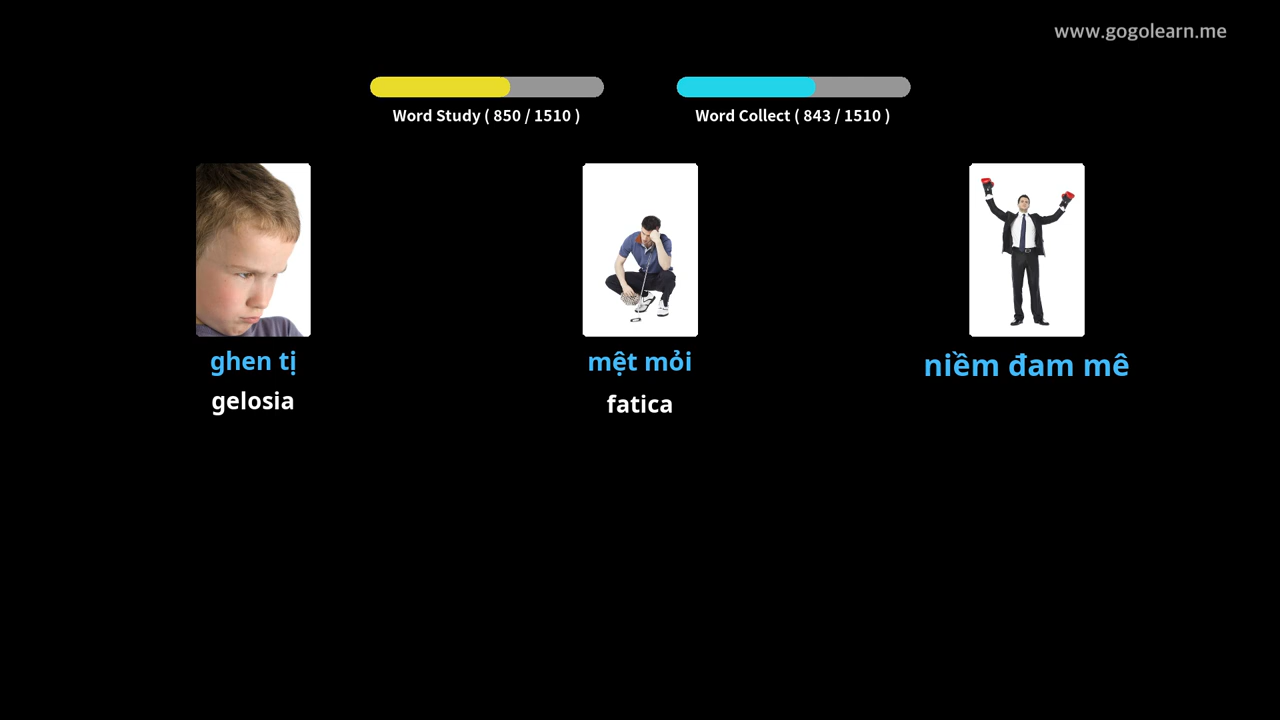 www.gogolearn.me
Word Study ( 850 / 1510 )
Word Collect ( 843 / 1510 )
ghen tị
gelosia
mệt mỏi
fatica
niềm đam mê